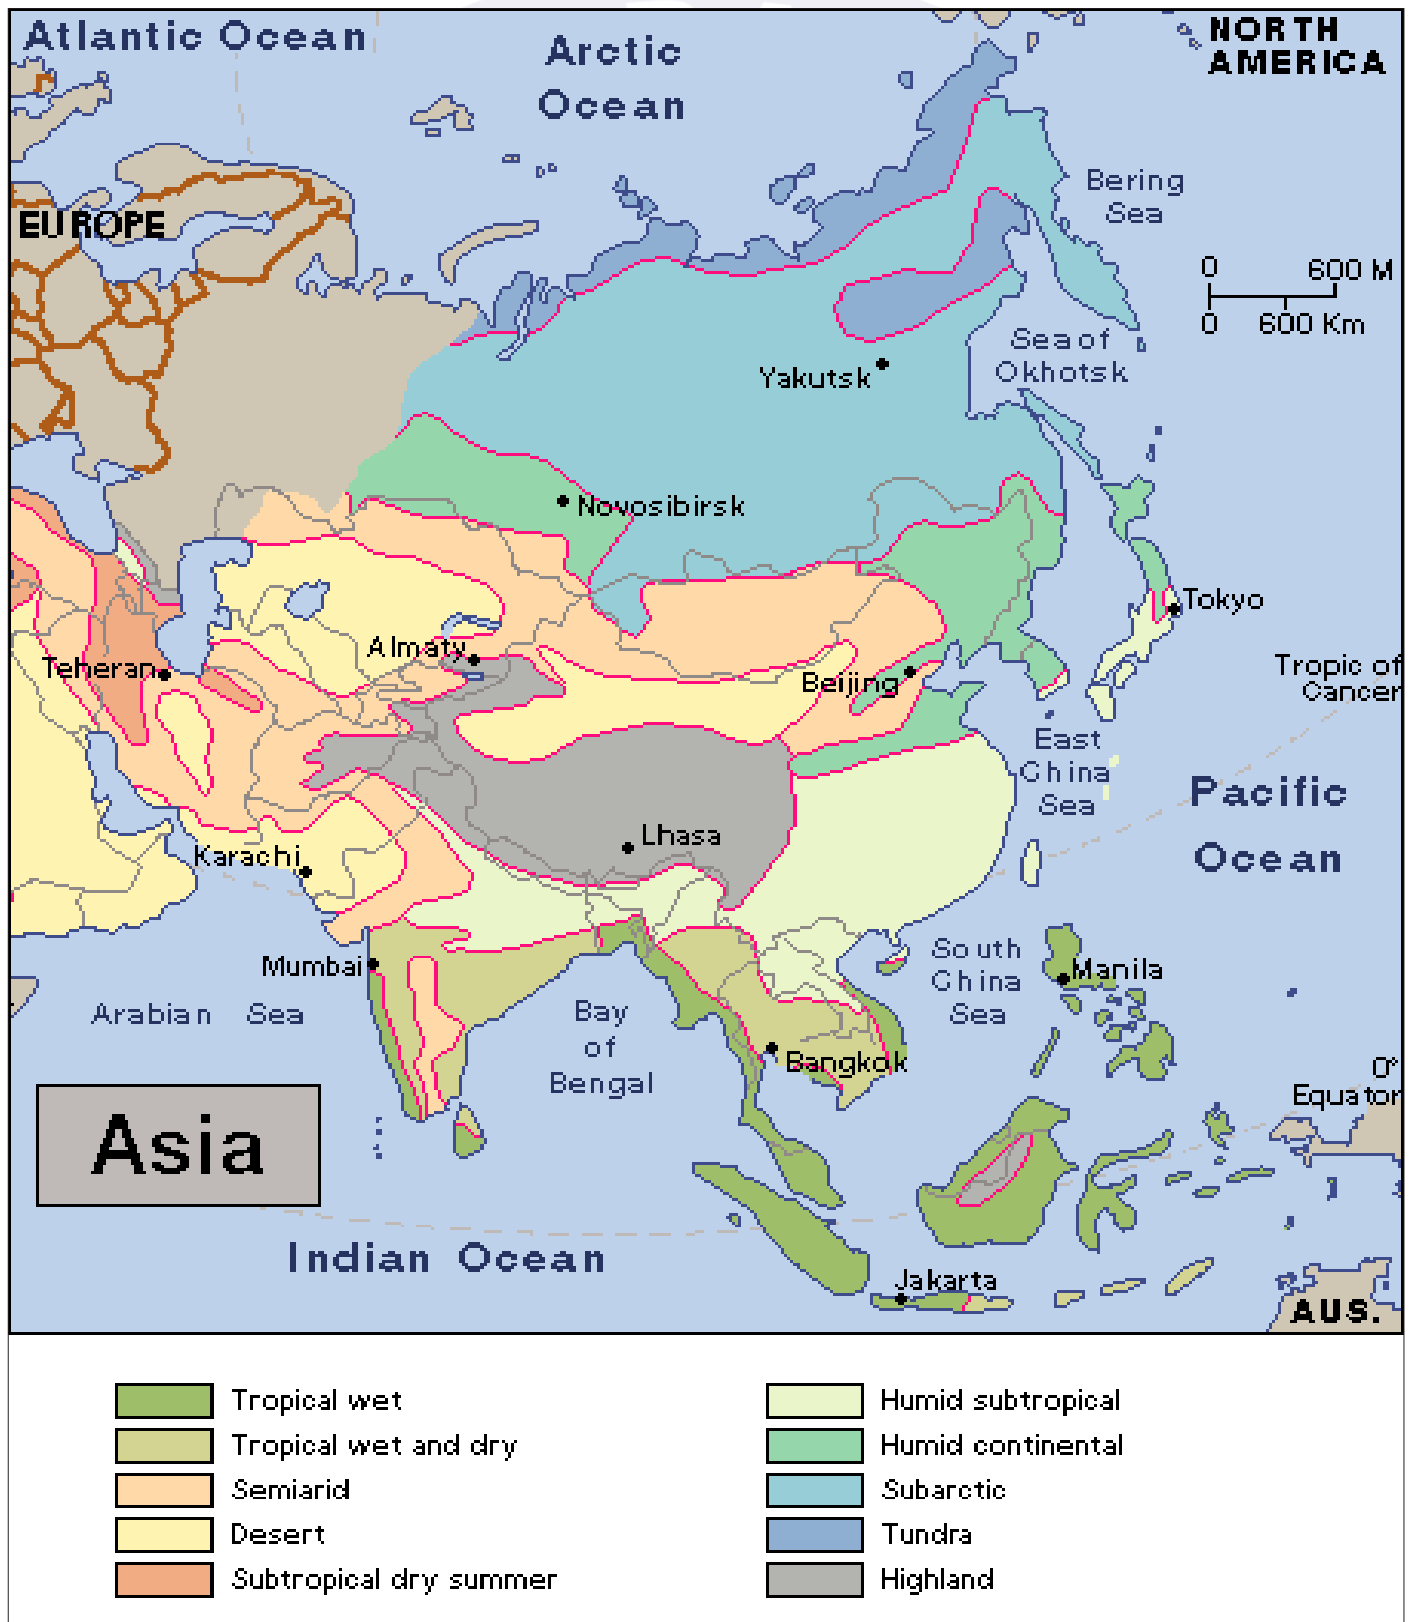 Atlantic Ocean
Arctic
Ocean
NORTH
AMERICA
EUROPE
Bering
Sea
0 600 M
0 600 Km
Sea of
Okhotsk
Yakutsk
Novosibirsk
Tokyo
Almaty
Teheran
Beijing
Tropic of
Cancer
East
China
Sea
Pacific
Ocean
Lhasa
Karachi
Mumbai
South
China
Sea
Manila
Arabian Sea
Bay
of
Bengal
Bangkok
0°
Equator
Asia
Indian Ocean
Jakarta
AUS.
Tropical wet
Tropical wet and dry
Semiarid
Desert
Subtropical dry summer
Humid subtropical
Humid continental
Subarctic
Tundra
Highland